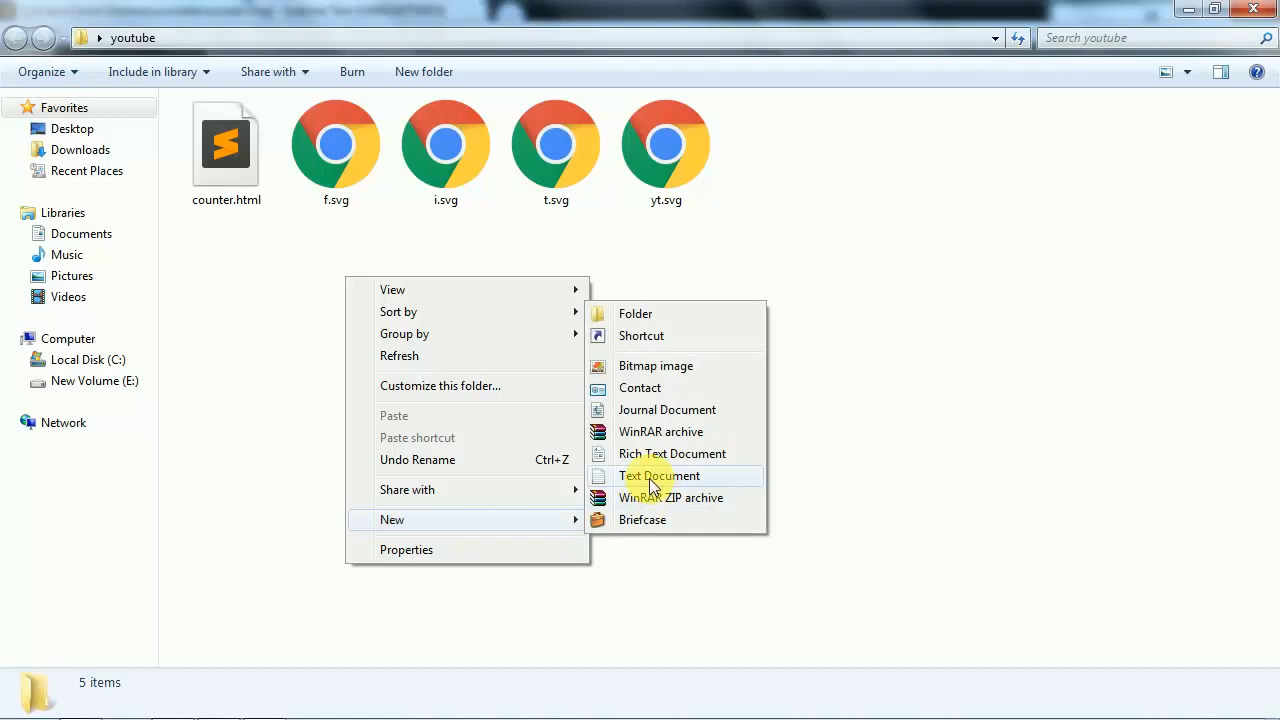 youtube
Search youtube
Organize
Include in library
Share with
Burn
New folder
Favorites
Desktop
Downloads
Recent Places
Libraries
Documents
Music
Pictures
Videos
Computer
Local Disk (C:)
New Volume (E:)
Network
counter.html
f.svg
i.svg
t.svg
yt.svg
View
Sort by
Group by
Refresh
Customize this folder...
Paste
Paste shortcut
Undo Rename Ctrl+Z
Share with
New
Properties
Folder
Shortcut
Bitmap image
Contact
Journal Document
WinRAR archive
Rich Text Document
Text Document
WinRAR ZIP archive
Briefcase
5 items